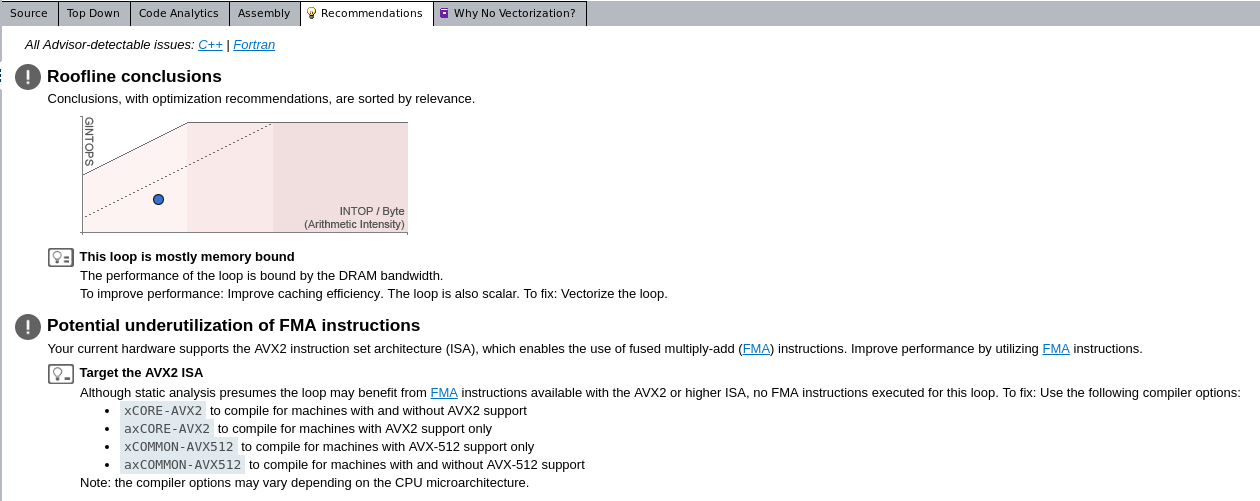 Source Top Down Code Analytics Assembly Recommendations Why No Vectorization?
All Advisor-detectable issues: C++ | Fortran
Roofline conclusions
Conclusions, with optimization recommendations, are sorted by relevance.
GINTOPS
INTOP / Byte
(Arithmetic Intensity)
This loop is mostly memory bound
The performance of the loop is bound by the DRAM bandwidth.
To improve performance: Improve caching efficiency. The loop is also scalar. To fix: Vectorize the loop.
Potential underutilization of FMA instructions
Your current hardware supports the AVX2 instruction set architecture (ISA), which enables the use of fused multiply-add (FMA) instructions. Improve performance by utilizing FMA instructions.
Target the AVX2 ISA
Although static analysis presumes the loop may benefit from FMA instructions available with the AVX2 or higher ISA, no FMA instructions executed for this loop. To fix: Use the following compiler options:
• xCORE-AVX2 to compile for machines with and without AVX2 support
• axCORE-AVX2 to compile for machines with AVX2 support only
• xCOMMON-AVX512 to compile for machines with AVX-512 support only
• axCOMMON-AVX512 to compile for machines with and without AVX-512 support
Note: the compiler options may vary depending on the CPU microarchitecture.